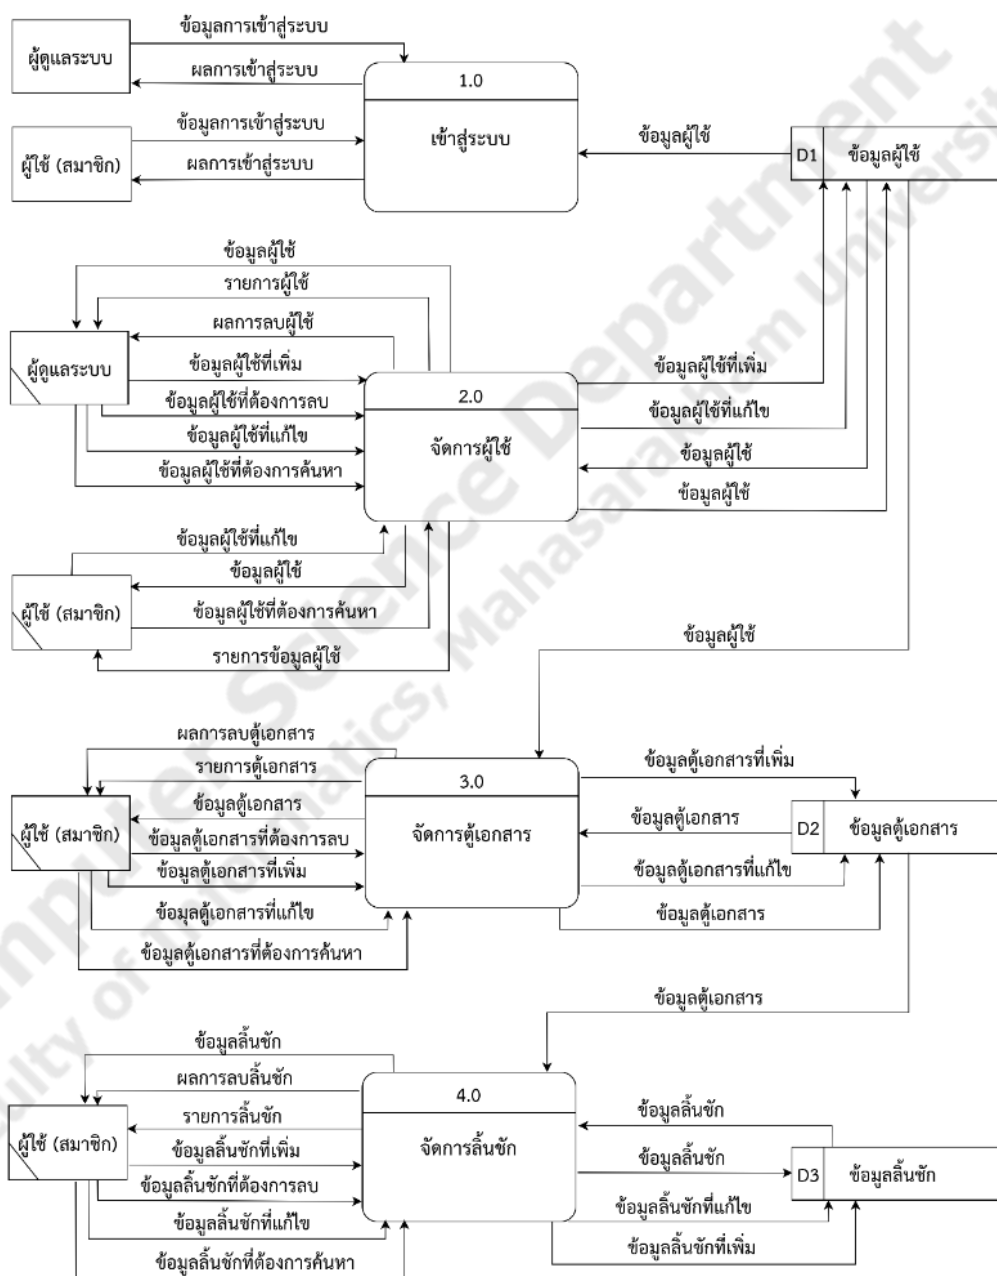 ข้อมูลการเข้าสู่ระบบ
ผู้ดูแลระบบ
ผลการเข้าสู่ระบบ
1.0
ข้อมูลการเข้าสู่ระบบ
เข้าสู่ระบบ
ข้อมูลผู้ใช้
D1 ข้อมูลผู้ใช้
ผู้ใช้ (สมาชิก)
ผลการเข้าสู่ระบบ
ข้อมูลผู้ใช้
รายการผู้ใช้
ผลการลบผู้ใช้
ผู้ดูแลระบบ
ข้อมูลผู้ใช้ที่เพิ่ม
ข้อมูลผู้ใช้ที่ต้องการลบ
ข้อมูลผู้ใช้ที่แก้ไข
ข้อมูลผู้ใช้ที่ต้องการค้นหา
2.0
จัดการผู้ใช้
ข้อมูลผู้ใช้ที่เพิ่ม
ข้อมูลผู้ใช้ที่แก้ไข
ข้อมูลผู้ใช้
ข้อมูลผู้ใช้
ข้อมูลผู้ใช้ที่แก้ไข
ข้อมูลผู้ใช้
ผู้ใช้ (สมาชิก)
ข้อมูลผู้ใช้ที่ต้องการค้นหา
รายการข้อมูลผู้ใช้
ข้อมูลผู้ใช้
ผลการลบตู้เอกสาร
รายการตู้เอกสาร
ข้อมูลตู้เอกสาร
ผู้ใช้ (สมาชิก)
ข้อมูลตู้เอกสารที่ต้องการลบ
ข้อมูลตู้เอกสารที่เพิ่ม
ข้อมุลตู้เอกสารที่แก้ไข
ข้อมูลตู้เอกสารที่ต้องการค้นหา
3.0
จัดการตู้เอกสาร
ข้อมูลตู้เอกสารที่เพิ่ม
ข้อมูลตู้เอกสาร
D2 ข้อมูลตู้เอกสาร
ข้อมูลตู้เอกสารที่แก้ไข
ข้อมูลตู้เอกสาร
ข้อมูลตู้เอกสาร
ข้อมูลลิ้นชัก
ผลการลบลิ้นชัก
รายการลิ้นชัก
ผู้ใช้ (สมาชิก)
ข้อมูลลิ้นชักที่เพิ่ม
ข้อมูลลิ้นชักที่ต้องการลบ
ข้อมูลลิ้นชักที่แก้ไข
ข้อมูลลิ้นชักที่ต้องการค้นหา
4.0
จัดการลิ้นชัก
ข้อมูลลิ้นชัก
ข้อมูลลิ้นชัก
D3 ข้อมูลลิ้นชัก
ข้อมูลลิ้นชักที่แก้ไข
ข้อมูลลิ้นชักที่เพิ่ม
Science Department
Mahasarakham